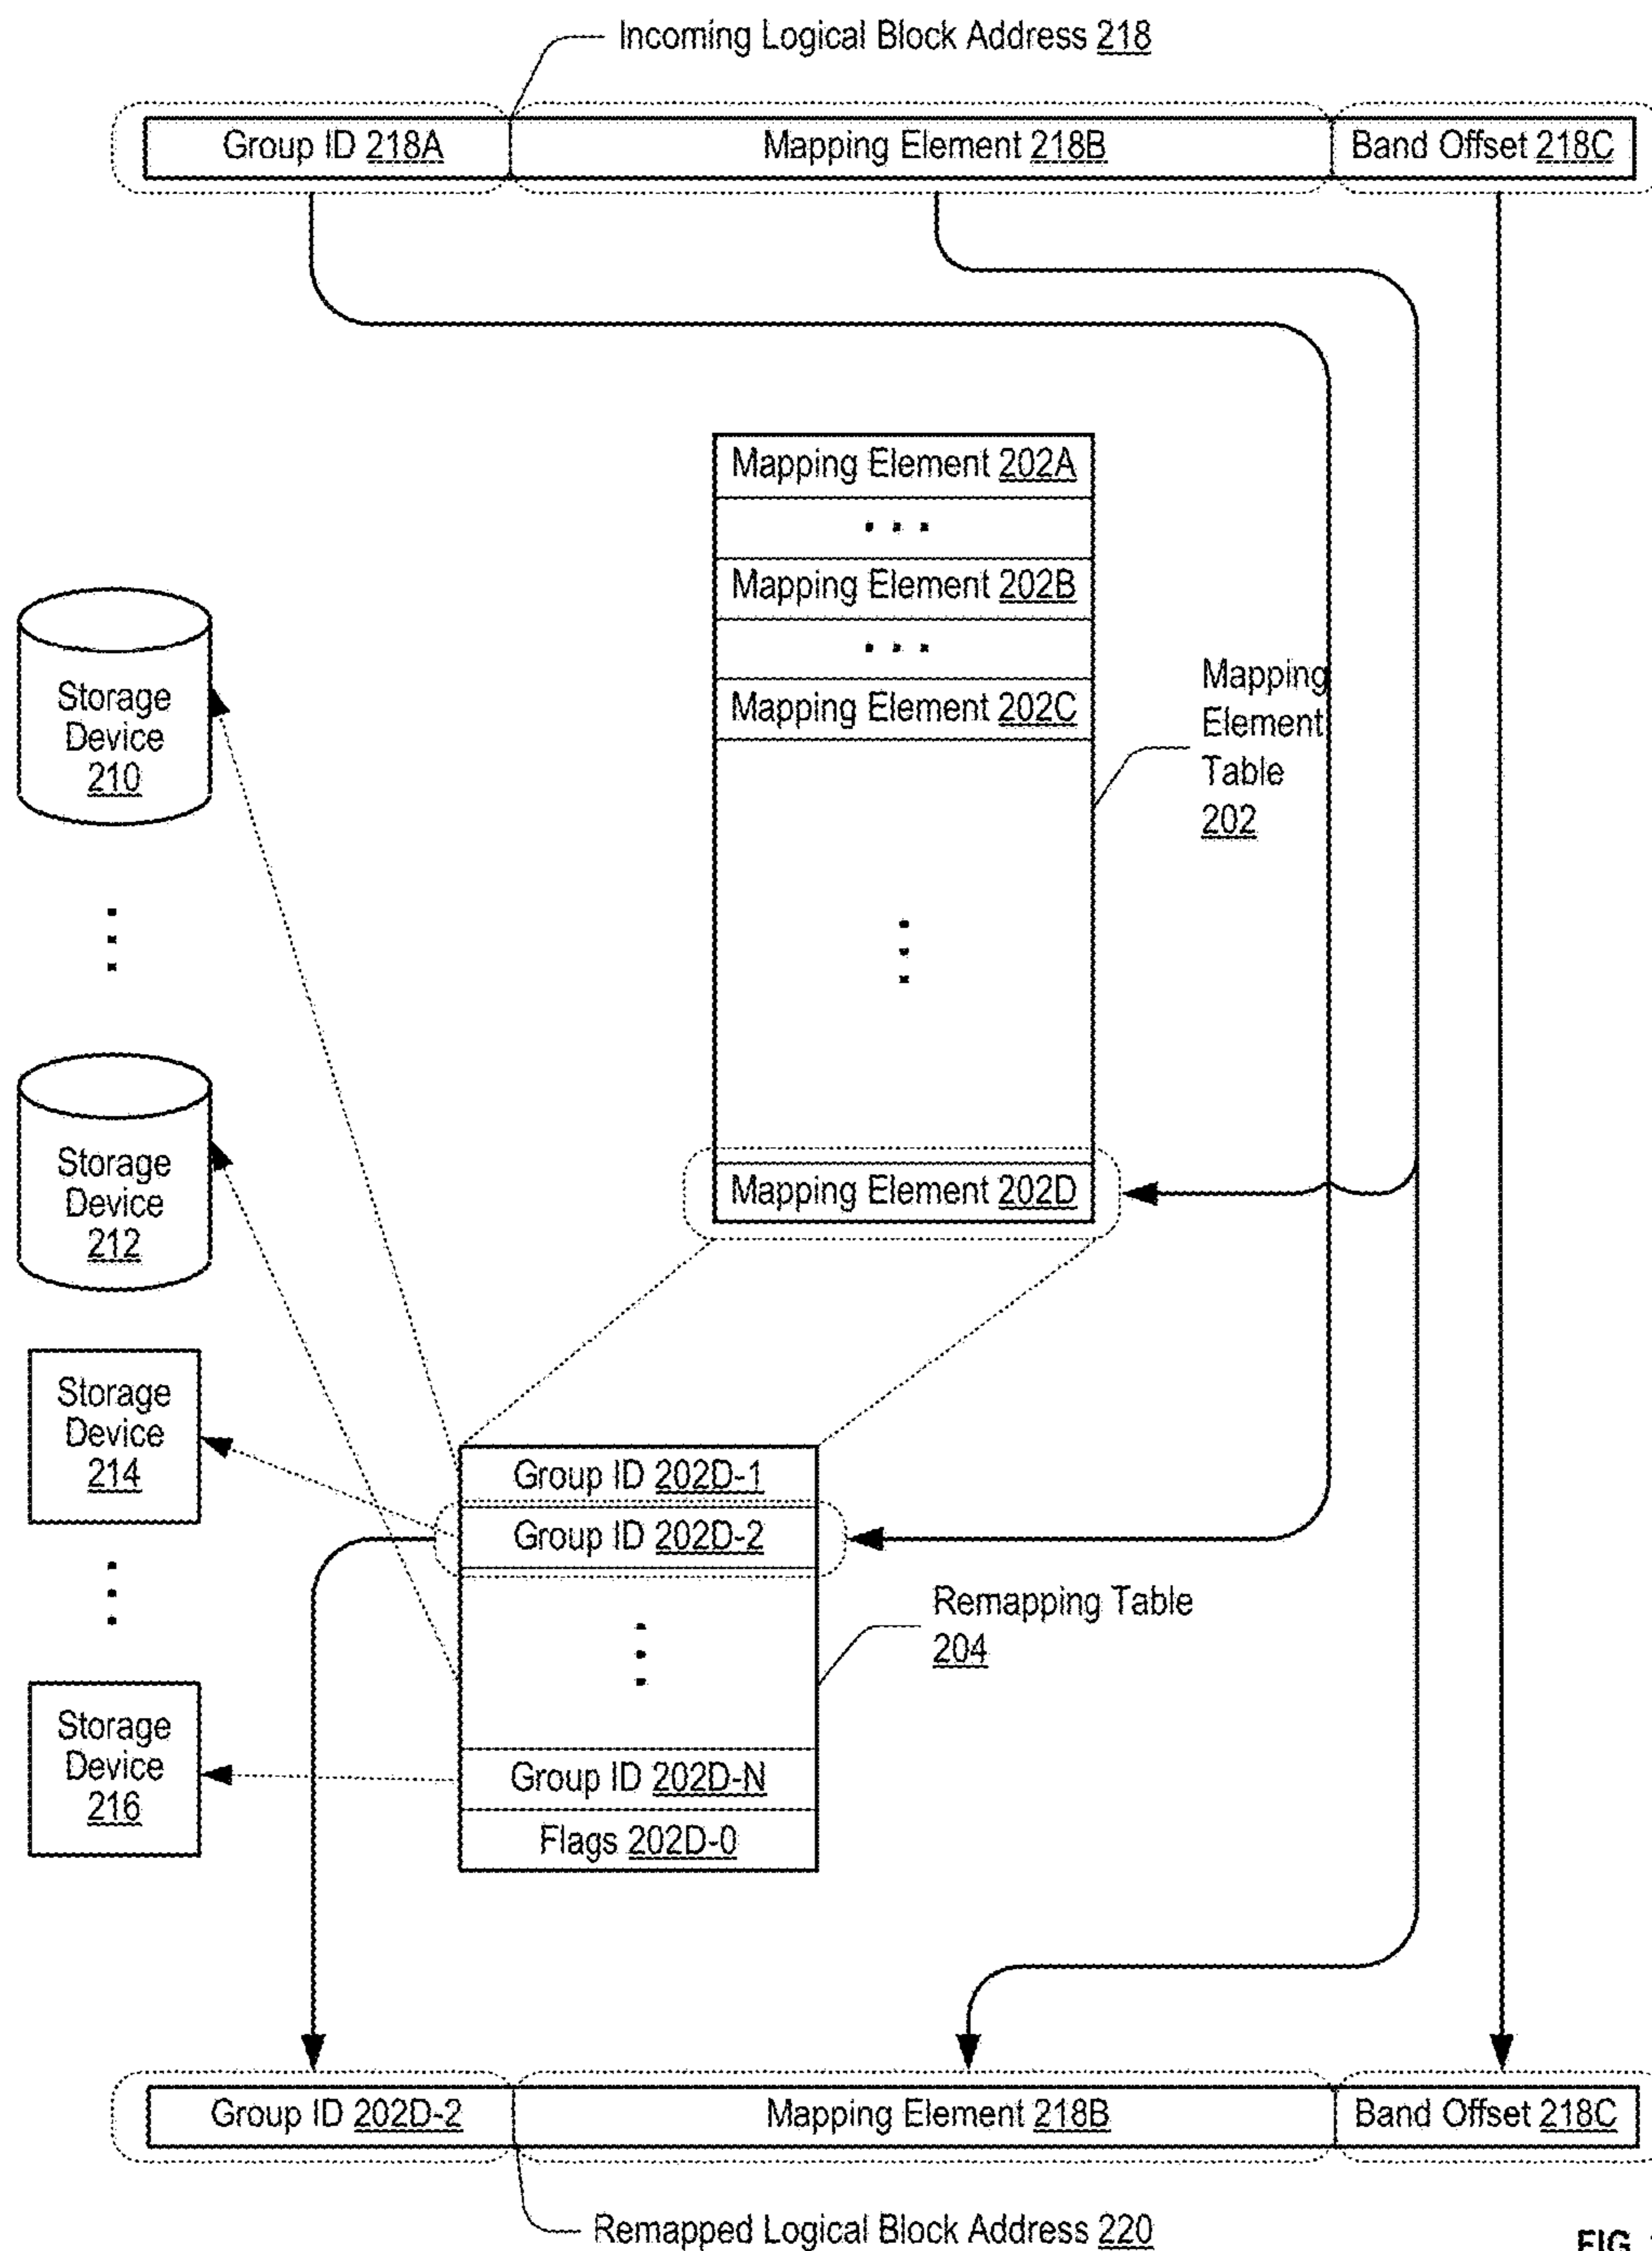 Incoming Logical Block Address 218
Group ID 218A
Mapping Element 218B
Band Offset 218C
Mapping Element 202A
. . .
Mapping Element 202B
. . .
Mapping Element 202C
Mapping
Element
Table
202
Mapping Element 202D
Storage
Device
210
Storage
Device
212
Storage
Device
214
Storage
Device
216
Group ID 202D-1
Group ID 202D-2
Remapping Table
204
Group ID 202D-N
Flags 202D-0
Group ID 202D-2
Mapping Element 218B
Band Offset 218C
Remapped Logical Block Address 220
FIG.